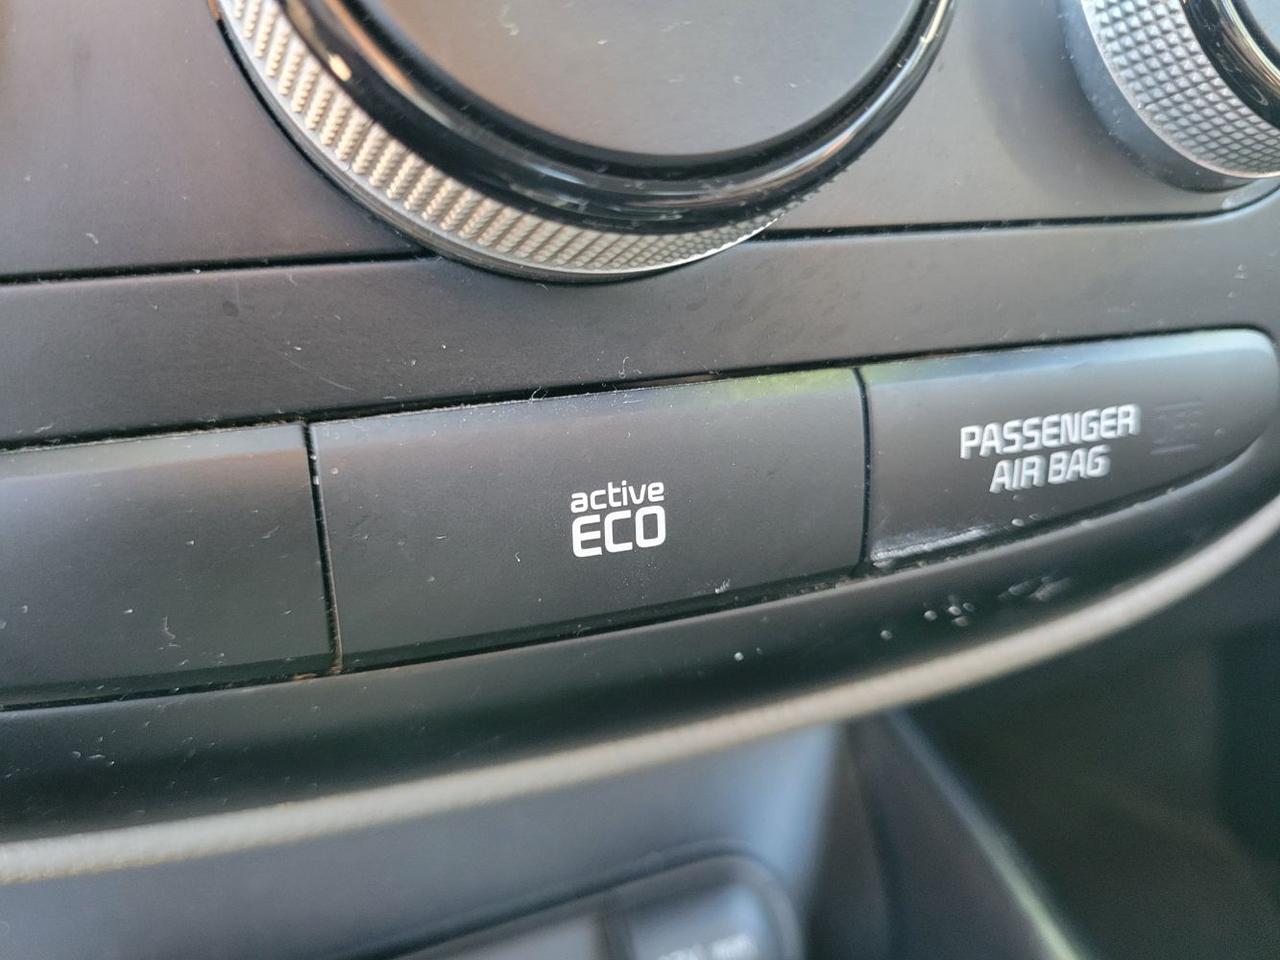 active
ECO
PASSENGER
AIR BAG